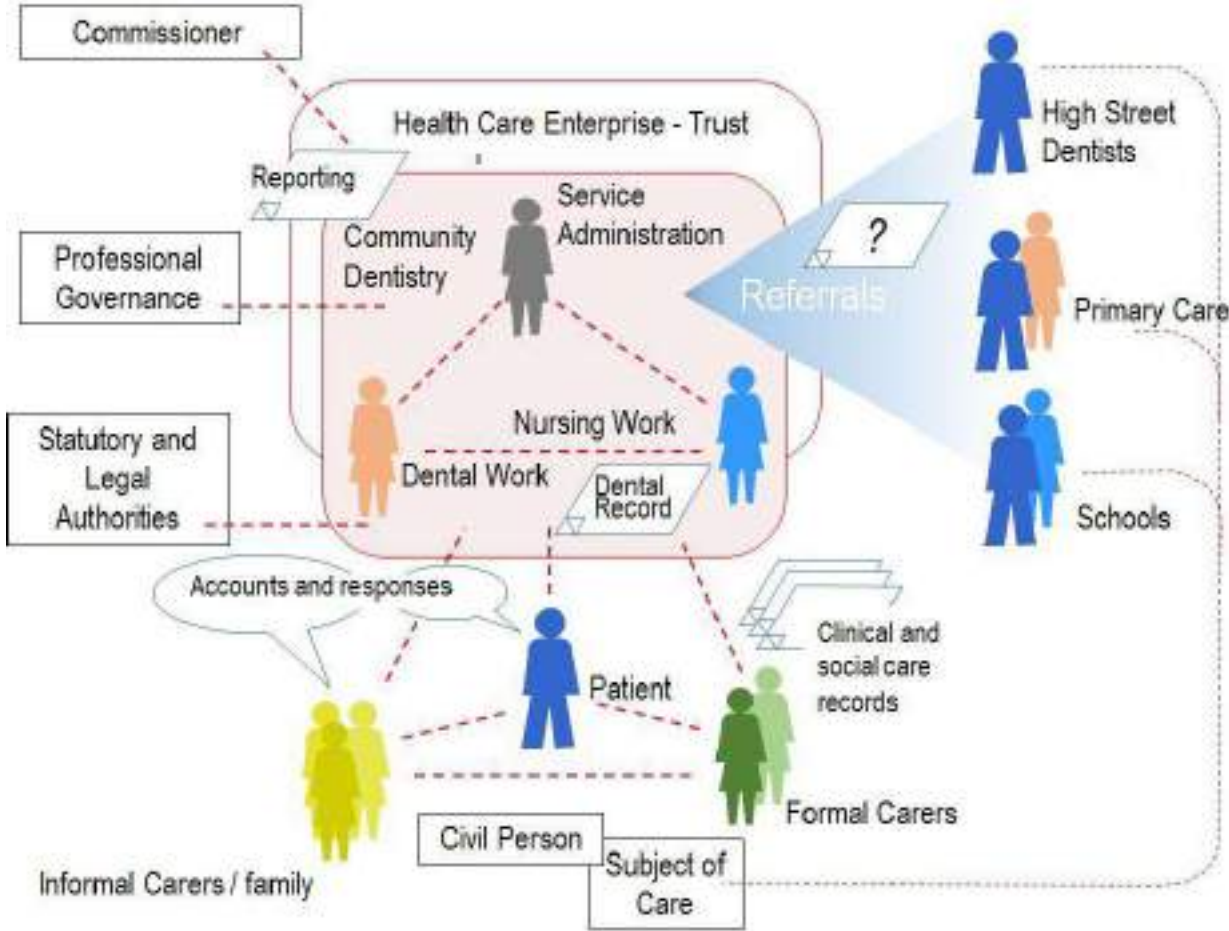 Commissioner
Health Care Enterprise - Trust
High Street
Dentists
Reporting
Service
Administration
Community
Dentistry
?
Professional
Governance
Referrals
Primary Care
Statutory and
Legal
Authorities
Nursing Work
Dental Work
Dental
Record
Schools
Accounts and responses
Clinical and
social care
records
Patient
Formal Carers
Civil Person
Subject of
Care
Informal Carers / family